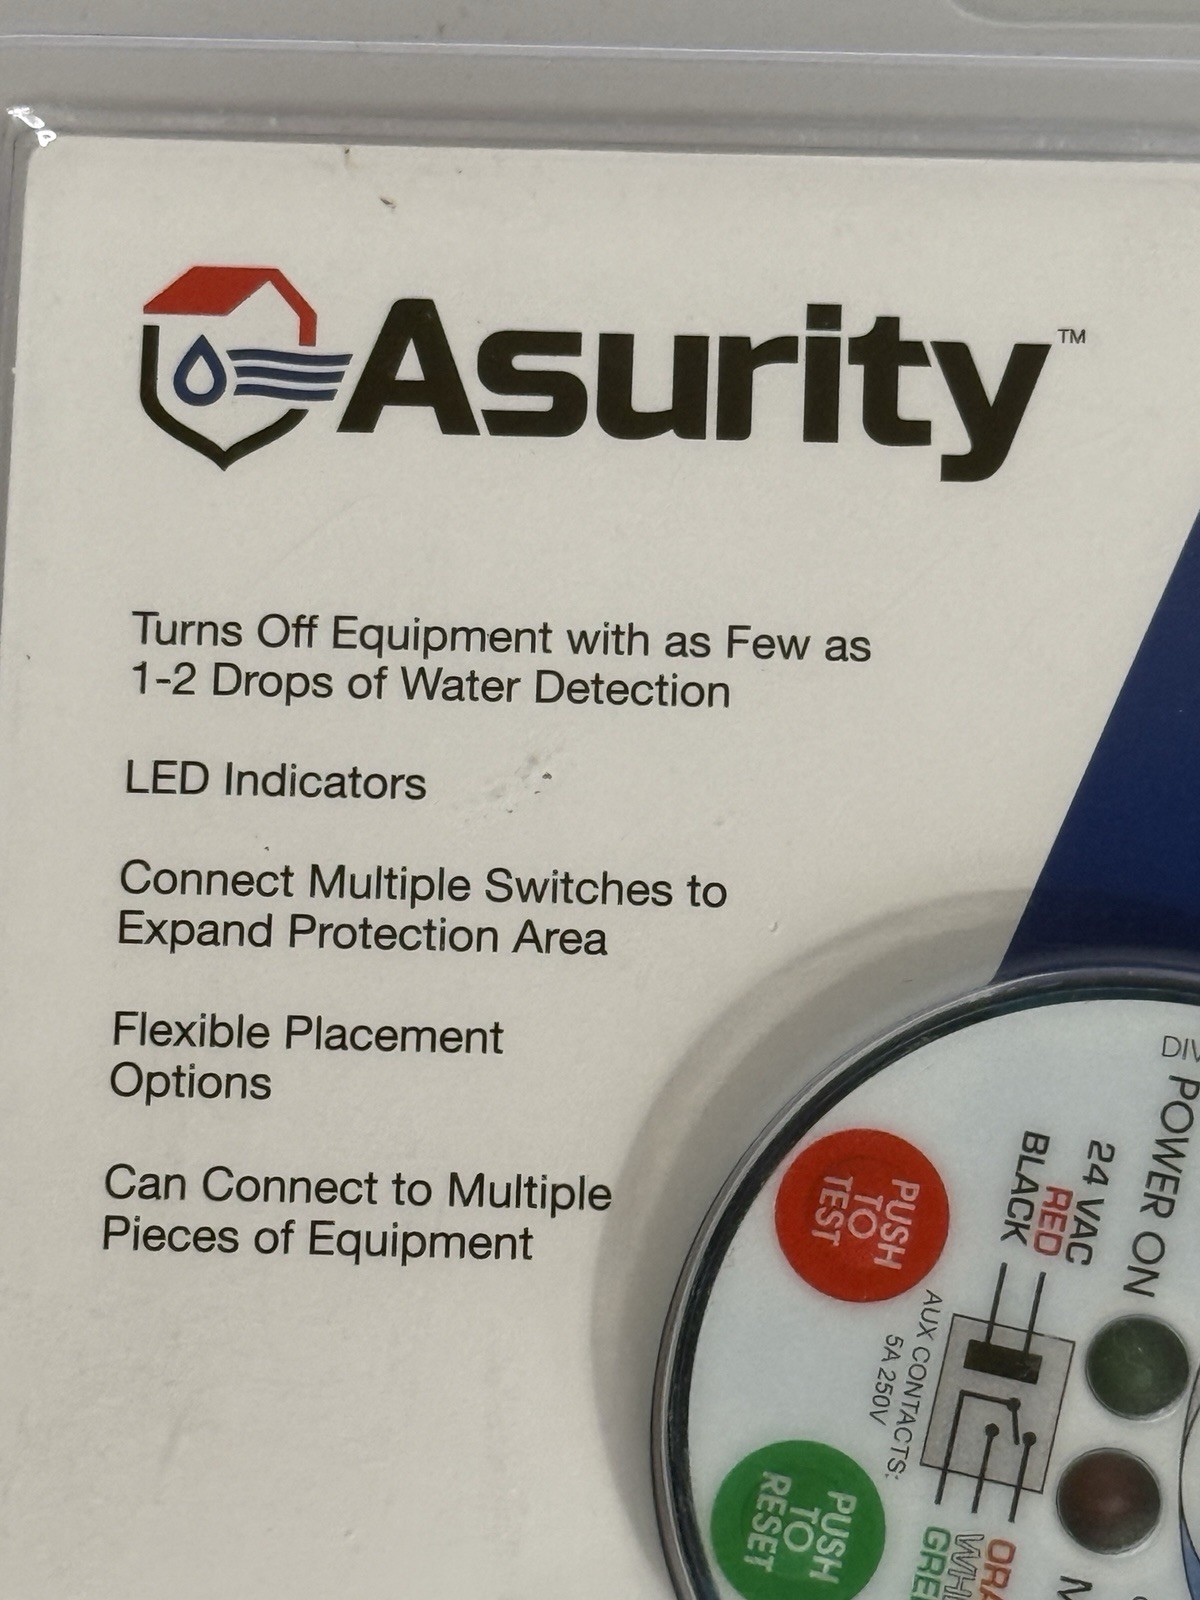 Asurity™
Turns Off Equipment with as Few as
1-2 Drops of Water Detection
LED Indicators
Connect Multiple Switches to
Expand Protection Area
Flexible Placement
Options
Can Connect to Multiple
Pieces of Equipment
POWER ON
24 VAC
RED
BLACK
PUSH
TO
TEST
AUX CONTACTS:
5A 250V
PUSH
TO
RESET